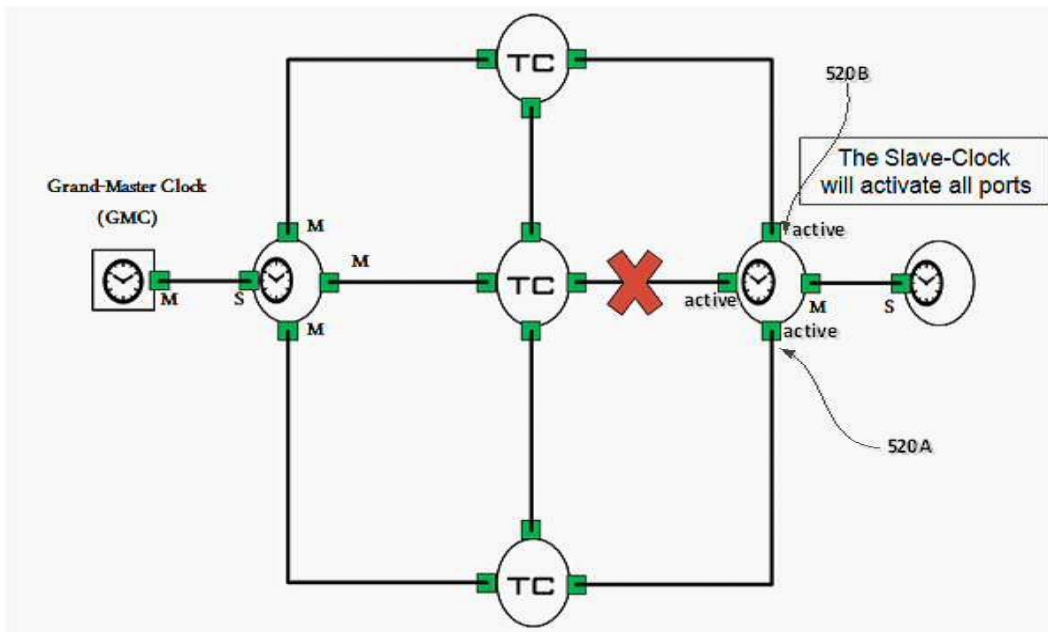 TC
520B
The Slave-Clock
will activate all ports
Grand-Master Clock
(GMC)
M
active
M
M
S
TC
active
M
S
M
active
520A
TC